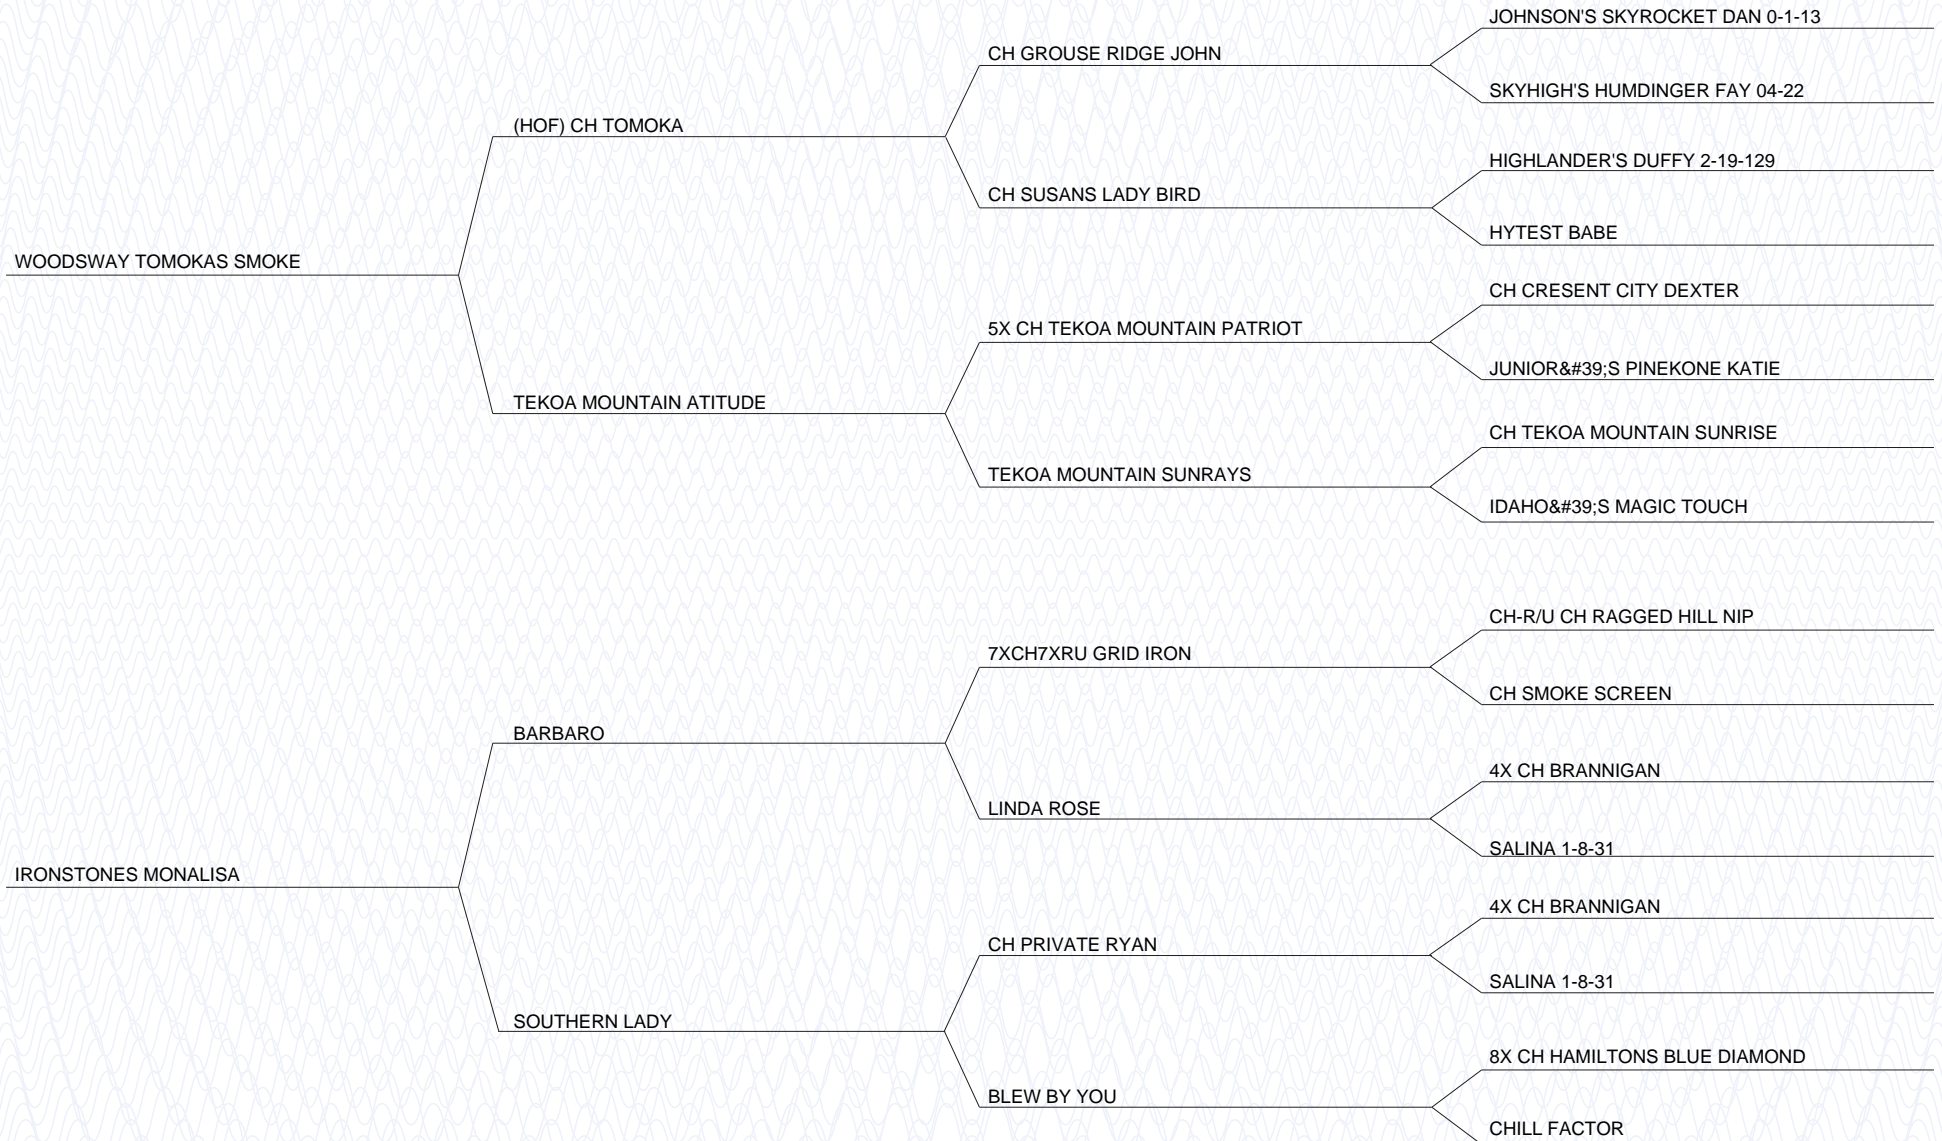 JOHNSON'S SKYROCKET DAN 0-1-13
CH GROUSE RIDGE JOHN
SKYHIGH'S HUMDINGER FAY 04-22
(HOF) CH TOMOKA
HIGHLANDER'S DUFFY 2-19-129
CH SUSANS LADY BIRD
HYTEST BABE
WOODSWAY TOMOKAS SMOKE
CH CRESENT CITY DEXTER
5X CH TEKOA MOUNTAIN PATRIOT
JUNIOR&#39;S PINEKONE KATIE
TEKOA MOUNTAIN ATITUDE
CH TEKOA MOUNTAIN SUNRISE
TEKOA MOUNTAIN SUNRAYS
IDAHO&#39;S MAGIC TOUCH
CH-R/U CH RAGGED HILL NIP
7XCH7XRU GRID IRON
CH SMOKE SCREEN
BARBARO
4X CH BRANNIGAN
LINDA ROSE
SALINA 1-8-31
IRONSTONES MONALISA
4X CH BRANNIGAN
CH PRIVATE RYAN
SALINA 1-8-31
SOUTHERN LADY
8X CH HAMILTONS BLUE DIAMOND
BLEW BY YOU
CHILL FACTOR